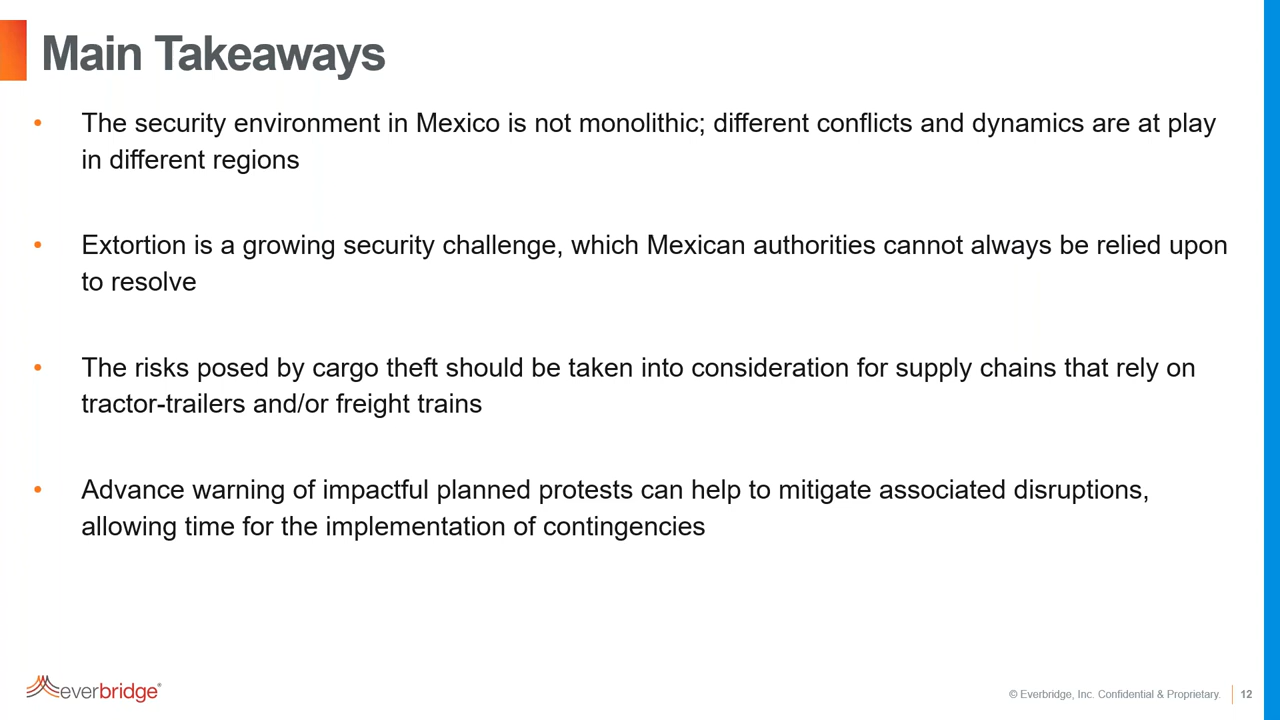 Main Takeaways
• The security environment in Mexico is not monolithic; different conflicts and dynamics are at play
in different regions
• Extortion is a growing security challenge, which Mexican authorities cannot always be relied upon
to resolve
• The risks posed by cargo theft should be taken into consideration for supply chains that rely on
tractor-trailers and/or freight trains
• Advance warning of impactful planned protests can help to mitigate associated disruptions,
allowing time for the implementation of contingencies
everbridge®
© Everbridge, Inc. Confidential & Proprietary. 12